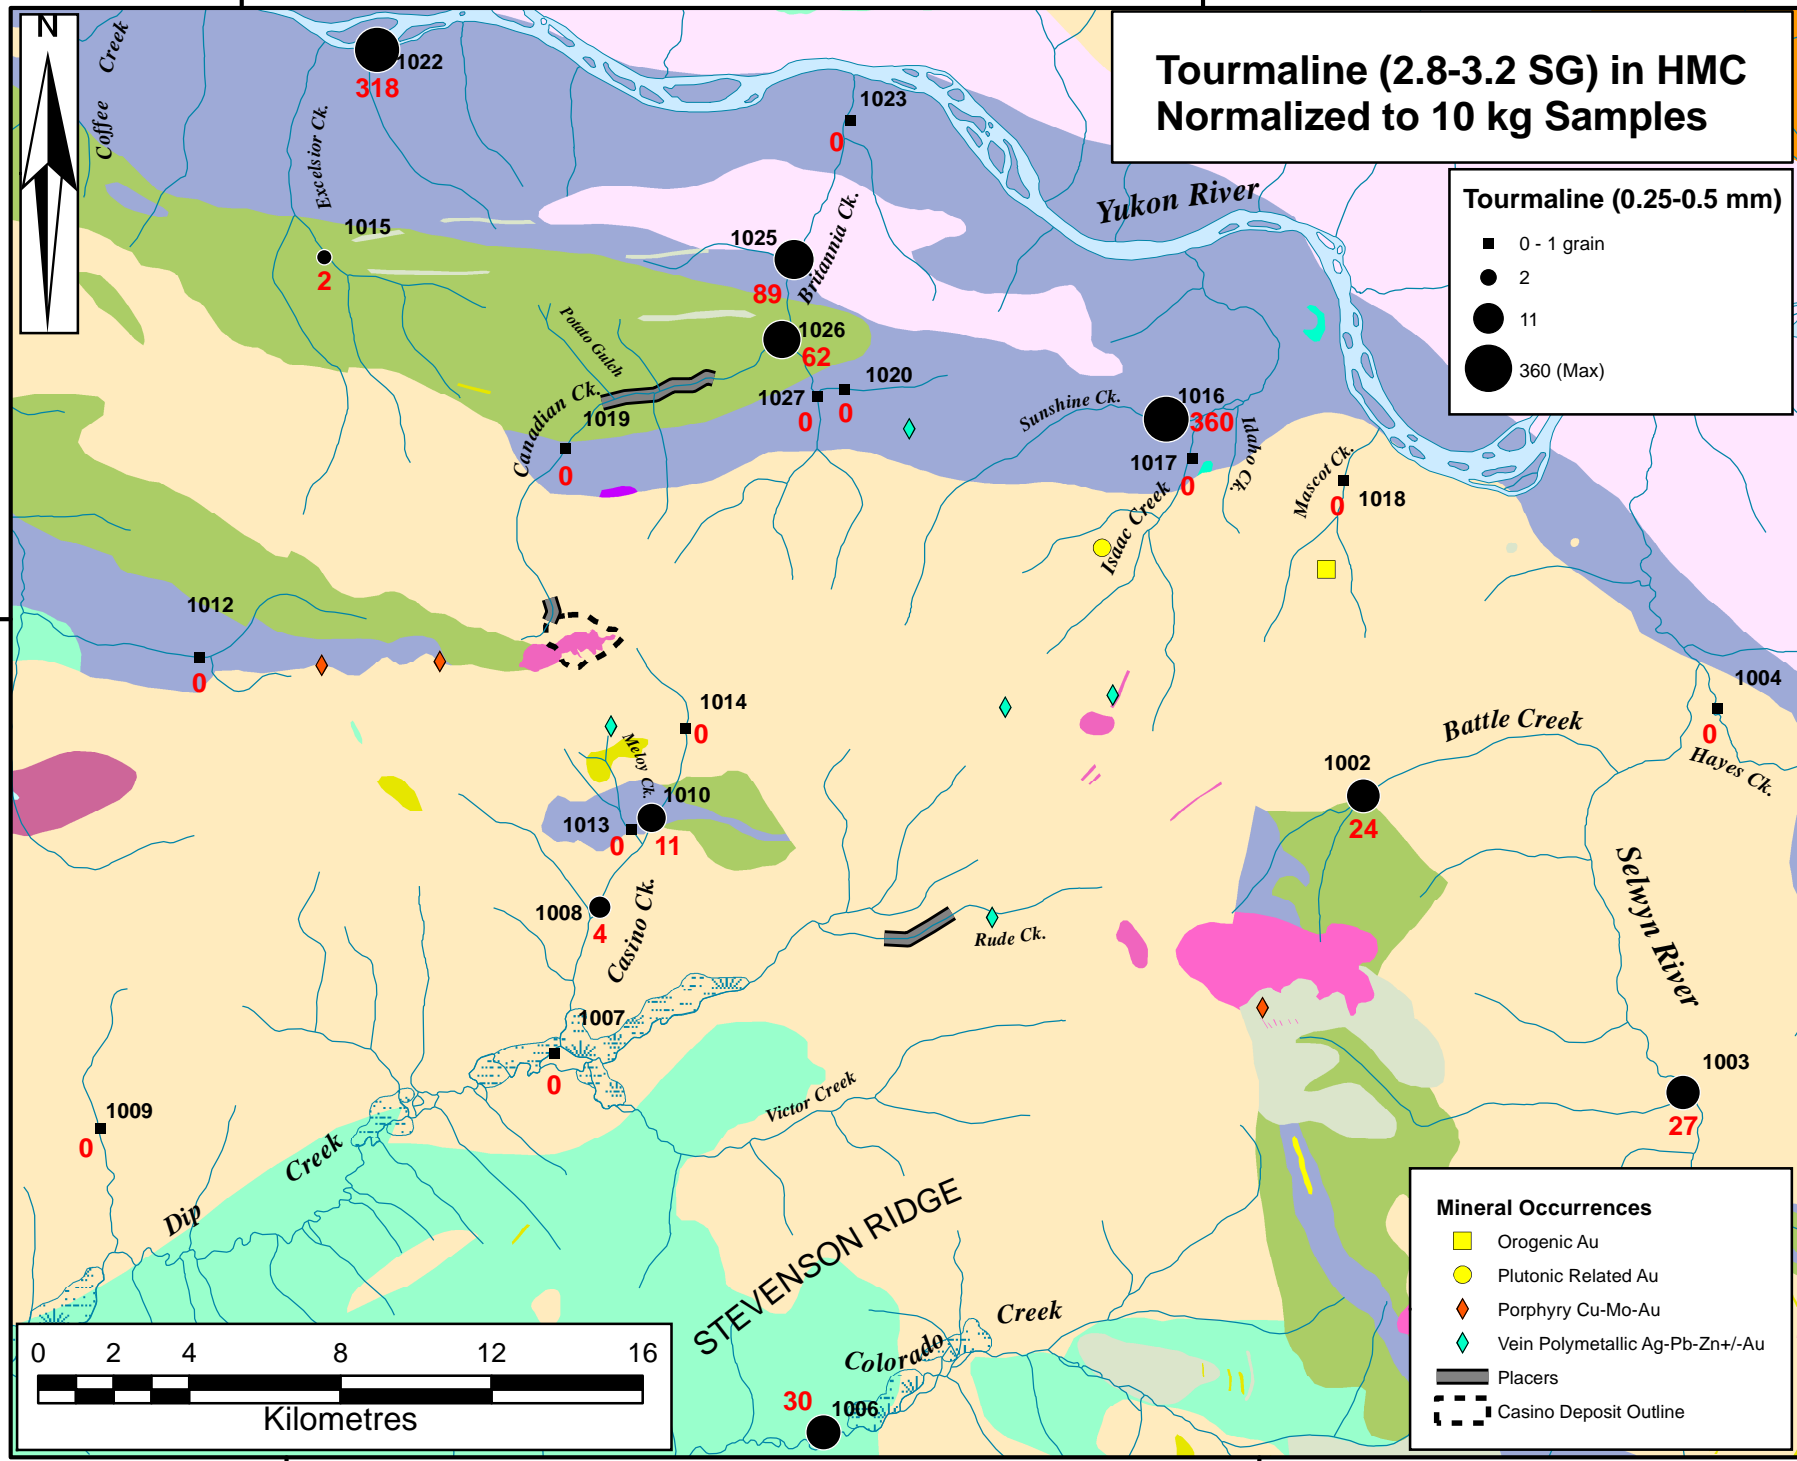 N
Tourmaline (2.8-3.2 SG) in HMC
Normalized to 10 kg Samples
Tourmaline (0.25-0.5 mm)
0 - 1 grain
2
11
360 (Max)
Coffee Creek
1022
318
Excelsior Ck.
1023
0
Yukon River
1015
2
1025
89
Britannia Ck.
Potato Gulch
1026
62
1020
0
1027
0
Canadian Ck.
1019
0
Sunshine Ck.
1016
360
Idaho Ck.
1017
0
Isaac Creek
Mascot Ck.
1018
0
1012
0
1004
0
Hayes Ck.
1014
0
Meloy Ck.
Battle Creek
1002
24
1010
11
1013
0
1008
4
Casino Ck.
Rude Ck.
Selwyn River
1007
0
1003
27
1009
0
Victor Creek
Dip Creek
STEVENSON RIDGE
Colorado Creek
30
1006
Mineral Occurrences
Orogenic Au
Plutonic Related Au
Porphyry Cu-Mo-Au
Vein Polymetallic Ag-Pb-Zn+/-Au
Placers
Casino Deposit Outline
0 2 4 8 12 16
Kilometres